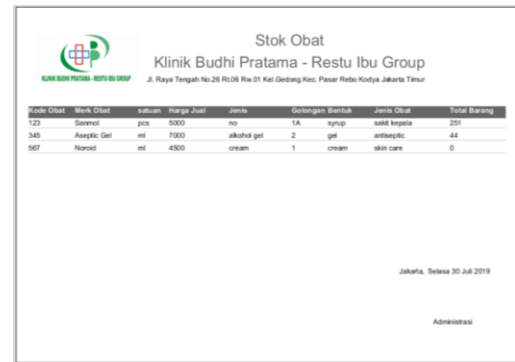 Stok Obat
Klinik Budhi Pratama - Restu Ibu Group
KLINIK BUDHI PRATAMA - RESTU IBU GROUP
Jl. Raya Tengah No.26 Rt.06 Rw.01 Kel.Gedong Kec. Pasar Rebo Kodya Jakarta Timur
Kode Obat Merk Obat satuan Harga Jual Jenis Golongan Bentuk Jenis Obat Total Barang
123 Sanmol pcs 5000 no 1A syrup sakit kepala 251
345 Aseptic Gel ml 7000 alkohol gel 2 gel antiseptic 44
567 Noroid ml 4500 cream 1 cream skin care 0
Jakarta, Selasa 30 Juli 2019
Administrasi